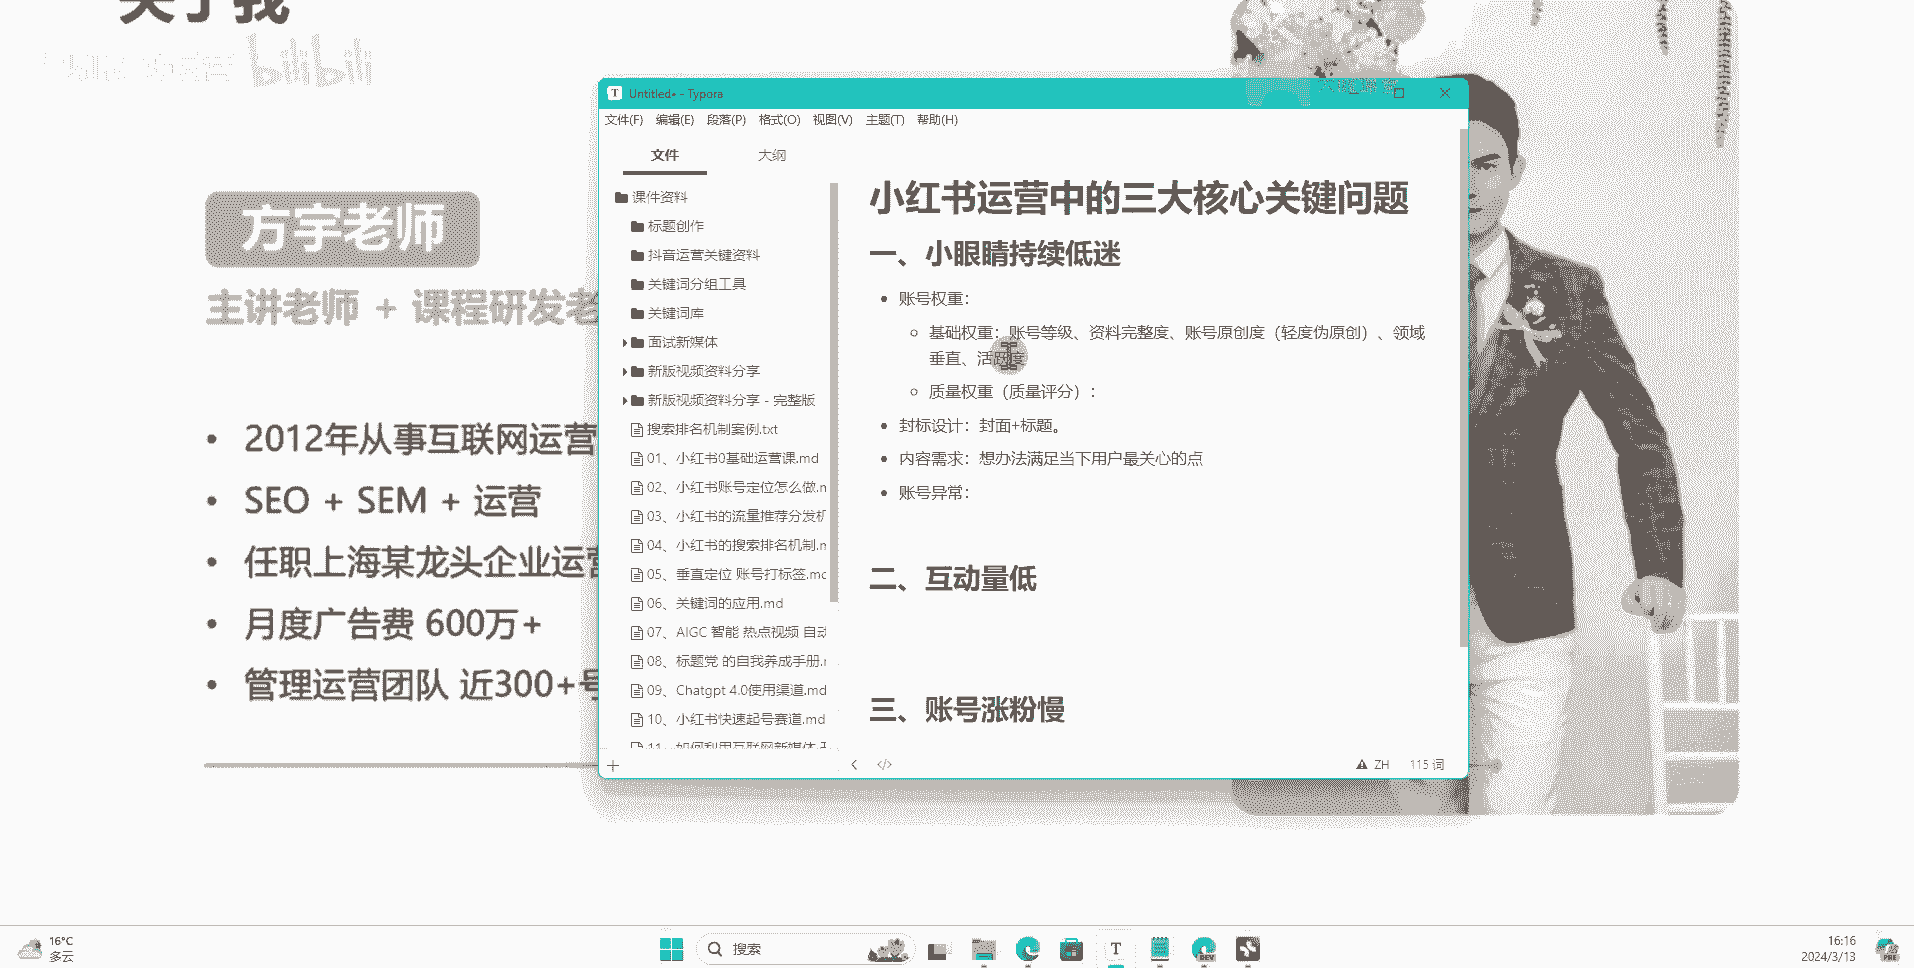 关于我
bilibili
方宇老师
主讲老师 + 课程研发老
2012年从事互联网运营
SEO + SEM + 运营
任职上海某龙头企业运营
月度广告费 600万+
管理运营团队 近300+号
Untitled• - Typora
文件(F) 编辑(E) 段落(P) 格式(O) 视图(V) 主题(T) 帮助(H)
文件 大纲
课件资料
标题创作
抖音运营关键资料
关键词分组工具
关键词库
面试新媒体
新版视频资料分享
新版视频资料分享 - 完整版
搜索排名机制案例.txt
01、小红书0基础运营课.md
02、小红书账号定位怎么做.m
03、小红书的流量推荐分发机
04、小红书的搜索排名机制.m
05、垂直定位 账号打标签.md
06、关键词的应用.md
07、AIGC 智能 热点视频 自动
08、标题党 的自我养成手册.
09、Chatgpt 4.0使用渠道.md
10、小红书快速起号赛道.md
11、如何利用互联网新媒体
小红书运营中的三大核心关键问题
一、小眼睛持续低迷
账号权重：
基础权重：账号等级、资料完整度、账号原创度（轻度伪原创）、领域
垂直、活跃度
质量权重（质量评分）：
封标设计：封面+标题。
内容需求：想办法满足当下用户最关心的点
账号异常：
二、互动量低
三、账号涨粉慢
ZH 115 词
16°C
多云
搜索
T
DEV
16:16
2024/3/13
PRE